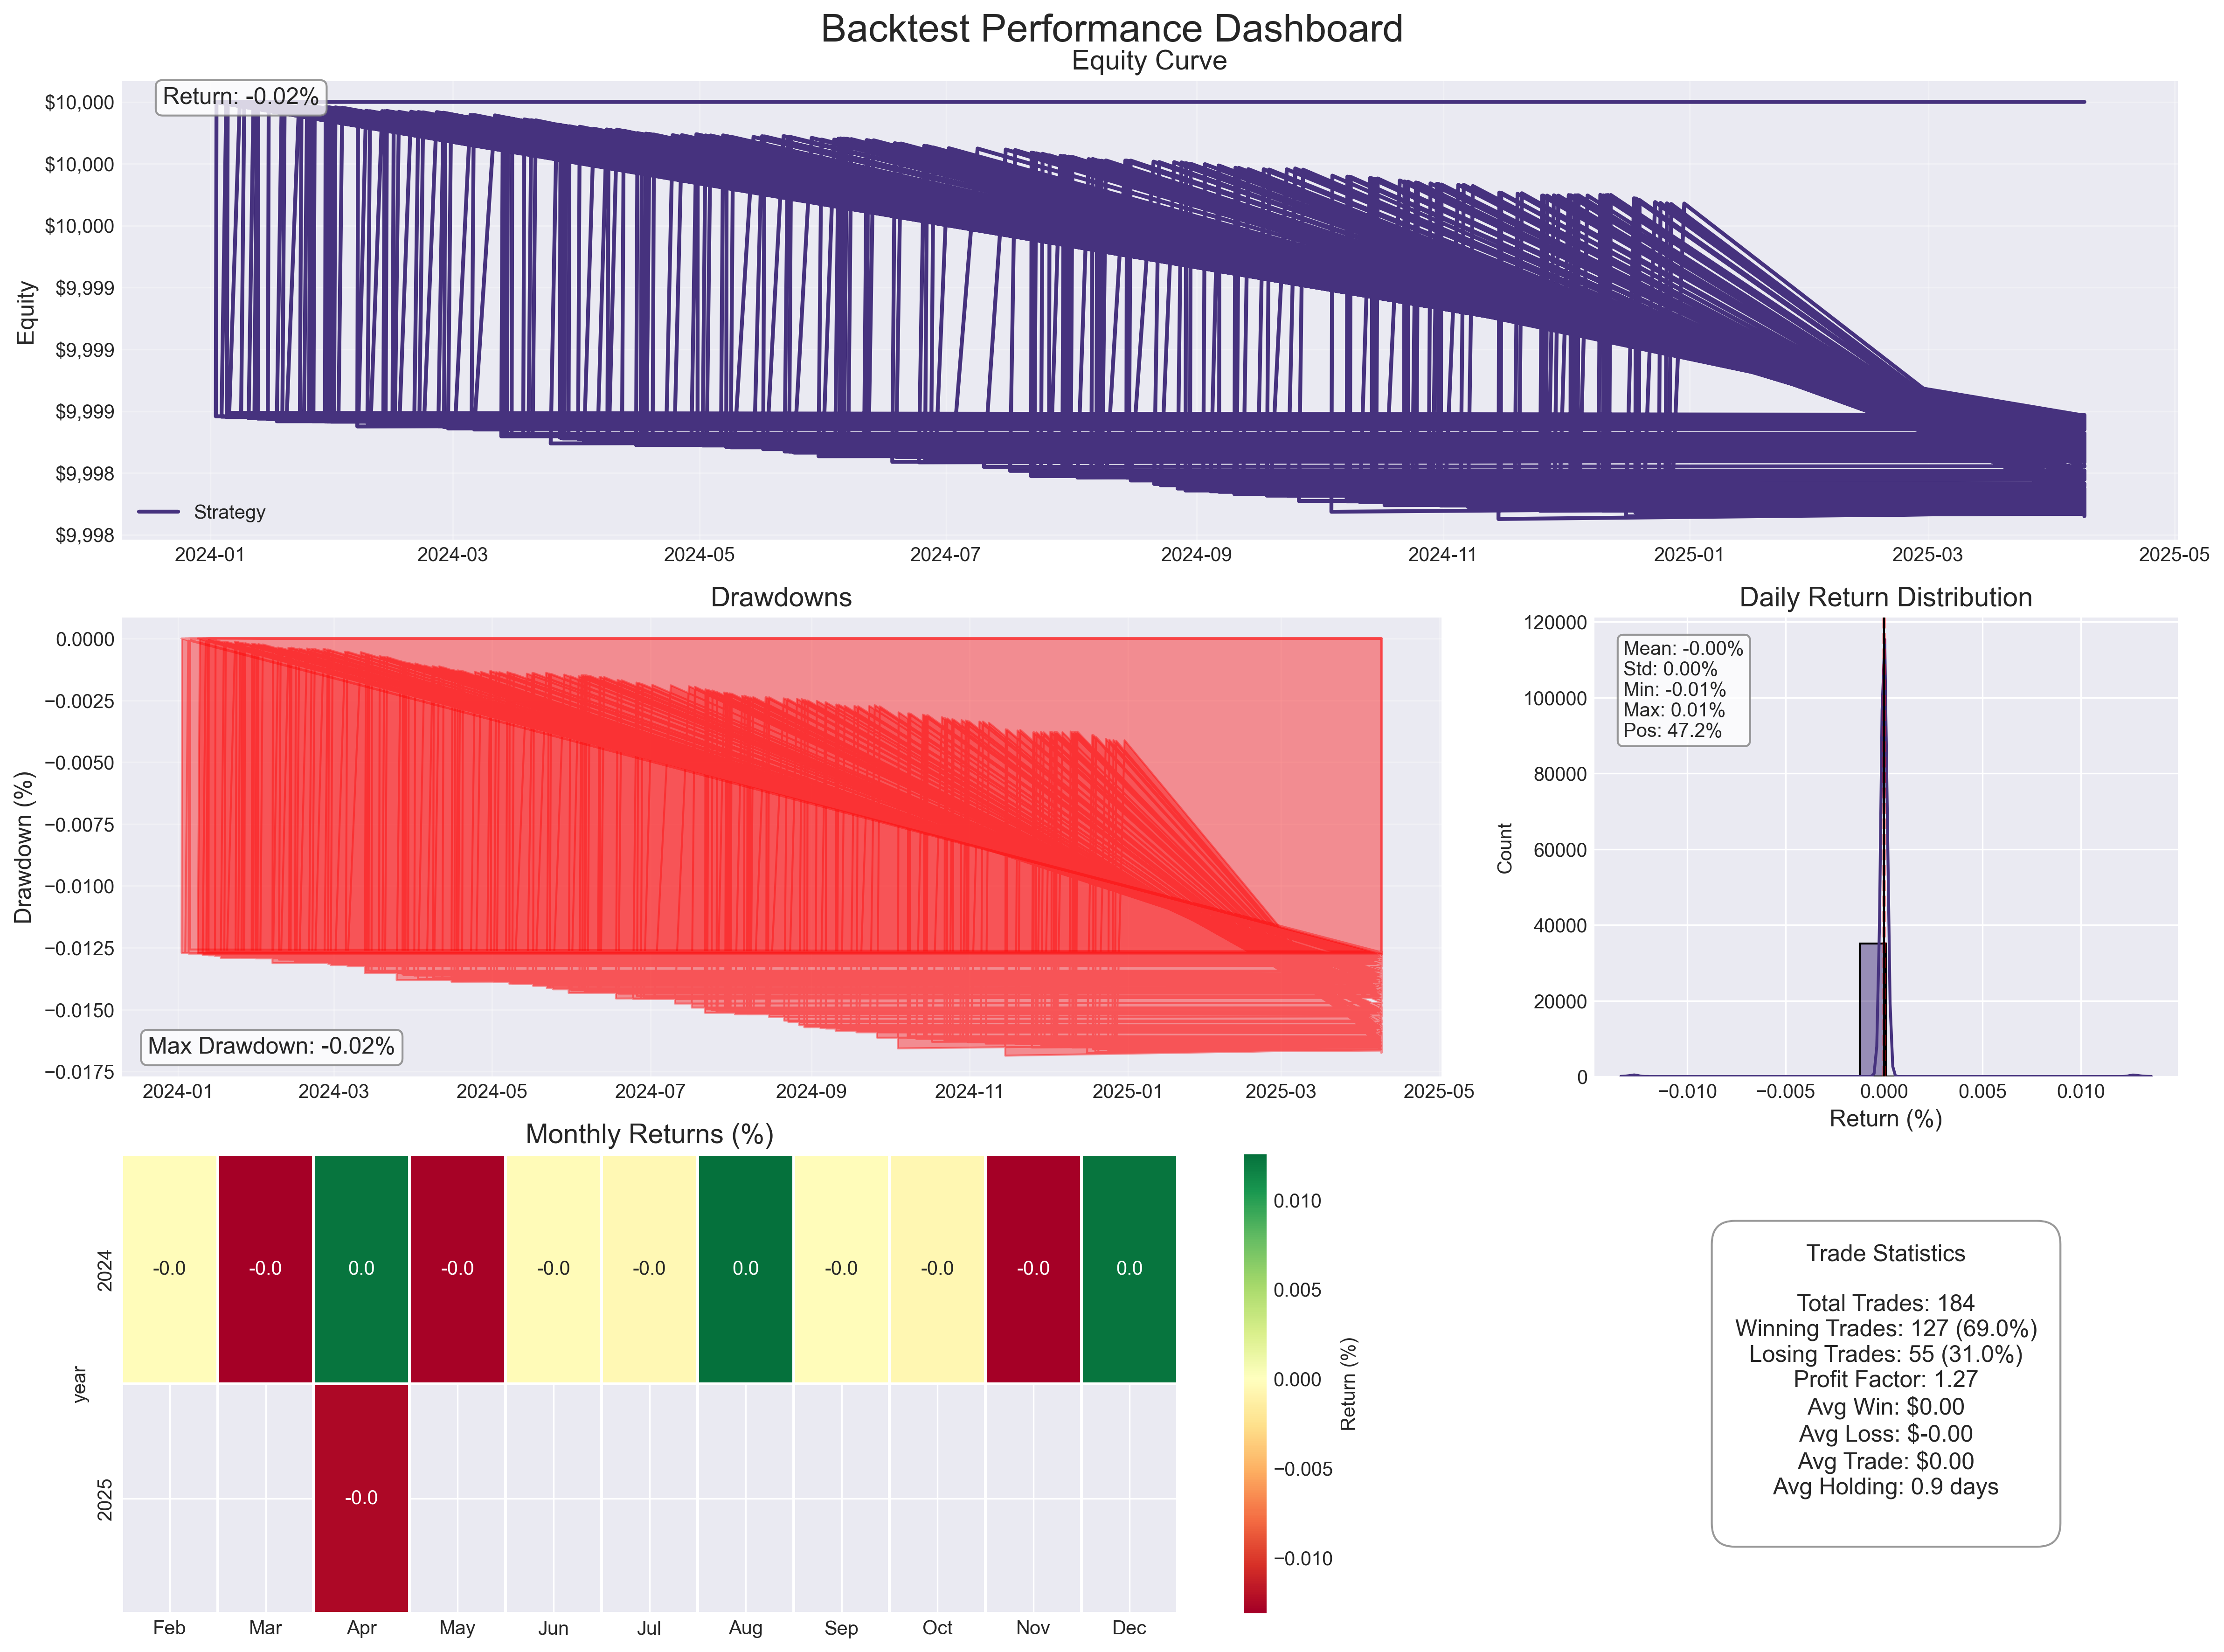 Backtest Performance Dashboard
Equity Curve
Return: -0.02%
Equity
$10,000
$10,000
$10,000
$9,999
$9,999
$9,999
$9,998
$9,998
Strategy
2024-01 2024-03 2024-05 2024-07 2024-09 2024-11 2025-01 2025-03 2025-05
Drawdowns
Drawdown (%)
0.0000
−0.0025
−0.0050
−0.0075
−0.0100
−0.0125
−0.0150
−0.0175
Max Drawdown: -0.02%
2024-01 2024-03 2024-05 2024-07 2024-09 2024-11 2025-01 2025-03 2025-05
Daily Return Distribution
Count
120000
100000
80000
60000
40000
20000
0
Mean: -0.00%
Std: 0.00%
Min: -0.01%
Max: 0.01%
Pos: 47.2%
−0.010 −0.005 0.000 0.005 0.010
Return (%)
Monthly Returns (%)
year
2024
2025
-0.0 -0.0 0.0 -0.0 -0.0 -0.0 0.0 -0.0 -0.0 -0.0 0.0
-0.0
Feb Mar Apr May Jun Jul Aug Sep Oct Nov Dec
0.010
0.005
0.000
−0.005
−0.010
Return (%)
Trade Statistics
Total Trades: 184
Winning Trades: 127 (69.0%)
Losing Trades: 55 (31.0%)
Profit Factor: 1.27
Avg Win: $0.00
Avg Loss: $-0.00
Avg Trade: $0.00
Avg Holding: 0.9 days